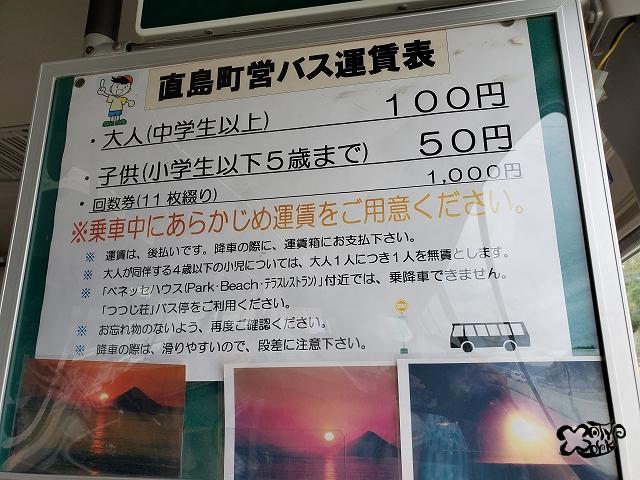 直島町営バス運賃表
・大人(中学生以上) 100円
・子供(小学生以下5歳まで) 50円
・回数券(11枚綴り) 1,000円
※乗車中にあらかじめ運賃をご用意ください。
※ 運賃は、後払いです。降車の際に、運賃箱にお支払下さい。
※ 大人が同伴する4歳以下の小児については、大人1人につき1人を無賃とします。
※ 「ベネッセハウス(Park・Beach・テラスレストラン)」付近では、乗降車できません。
「つつじ荘」バス停をご利用ください。
※ お忘れ物のないよう、再度ご確認ください。
※ 降車の際は、滑りやすいので、段差に注意下さい。